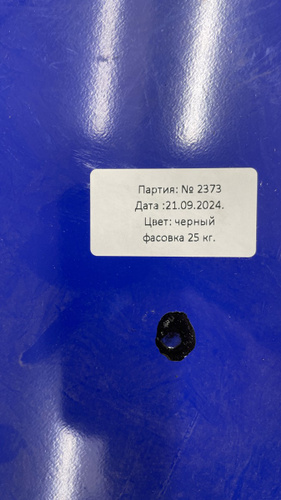 Партия: № 2373
Дата :21.09.2024.
Цвет: черный
фасовка 25 кг.